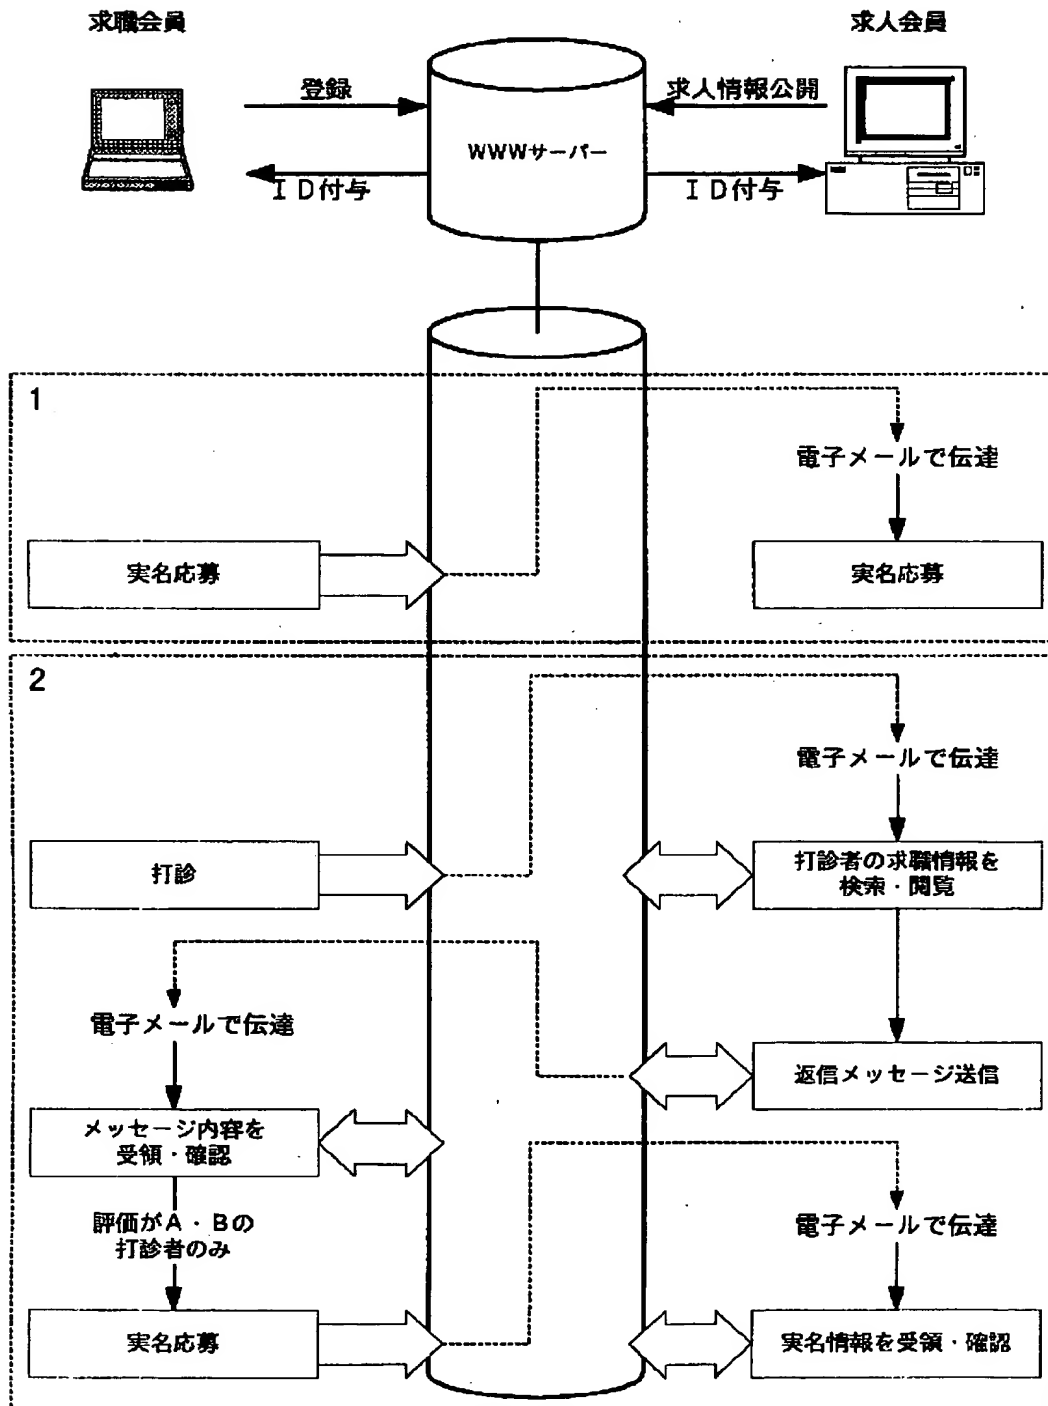 求職会員
求人会員
登録
求人情報公開
WWWサーバー
ＩＤ付与
ＩＤ付与
1
電子メールで伝達
実名応募
実名応募
2
電子メールで伝達
打診
打診者の求職情報を
検索・閲覧
電子メールで伝達
返信メッセージ送信
メッセージ内容を
受領・確認
評価がＡ・Ｂの
打診者のみ
電子メールで伝達
実名応募
実名情報を受領・確認